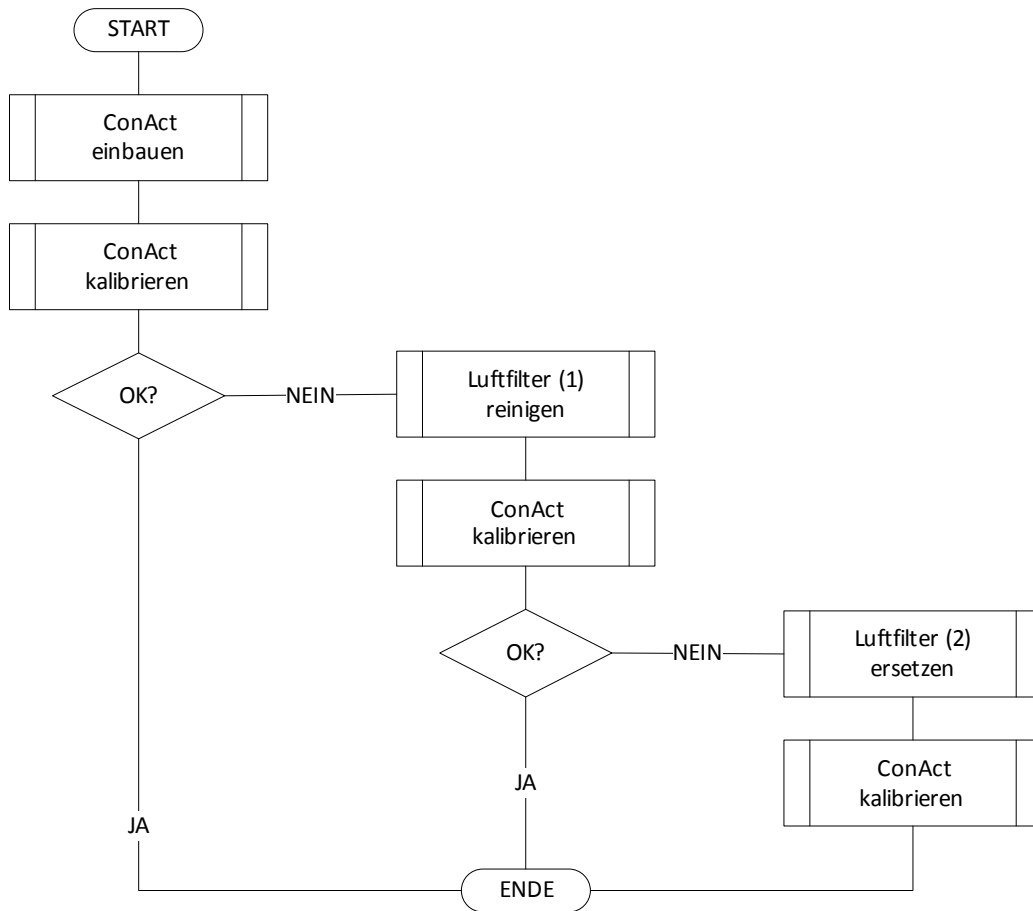 START
ConAct
einbauen
ConAct
kalibrieren
OK?
NEIN
Luftfilter (1)
reinigen
ConAct
kalibrieren
OK?
NEIN
Luftfilter (2)
ersetzen
ConAct
kalibrieren
JA
JA
ENDE